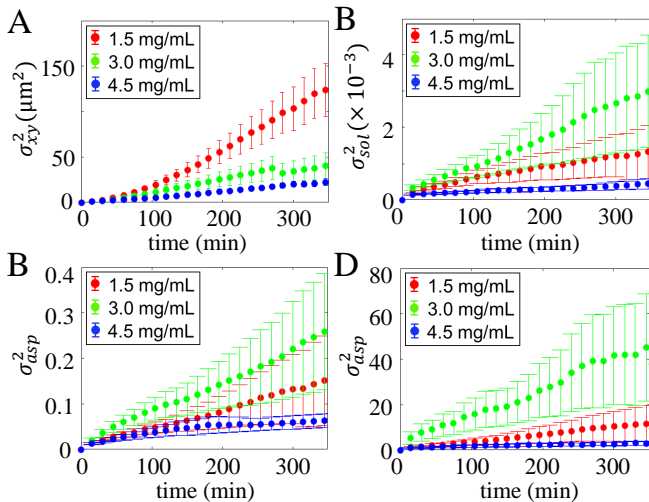 A
σ²xy (μm²)
150
100
50
0
1.5 mg/mL
3.0 mg/mL
4.5 mg/mL
0 100 200 300
time (min)
B
σ²sol (× 10⁻³)
4
2
0
1.5 mg/mL
3.0 mg/mL
4.5 mg/mL
0 100 200 300
time (min)
B
σ²asp
0.4
0.3
0.2
0.1
0
1.5 mg/mL
3.0 mg/mL
4.5 mg/mL
0 100 200 300
time (min)
D
σ²asp
80
60
40
20
0
1.5 mg/mL
3.0 mg/mL
4.5 mg/mL
0 100 200 300
time (min)